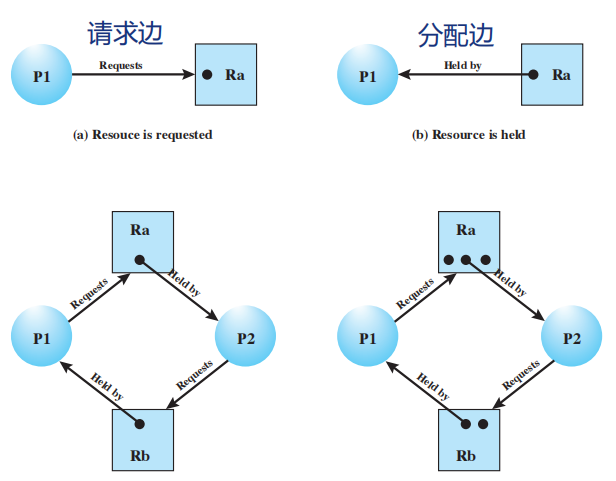 请求边
分配边
P1
Requests
Ra
P1
Held by
Ra
(a) Resouce is requested
(b) Resource is held
Ra
Requests
Held by
P1
P2
Held by
Requests
Rb
Ra
Requests
Held by
P1
P2
Held by
Requests
Rb